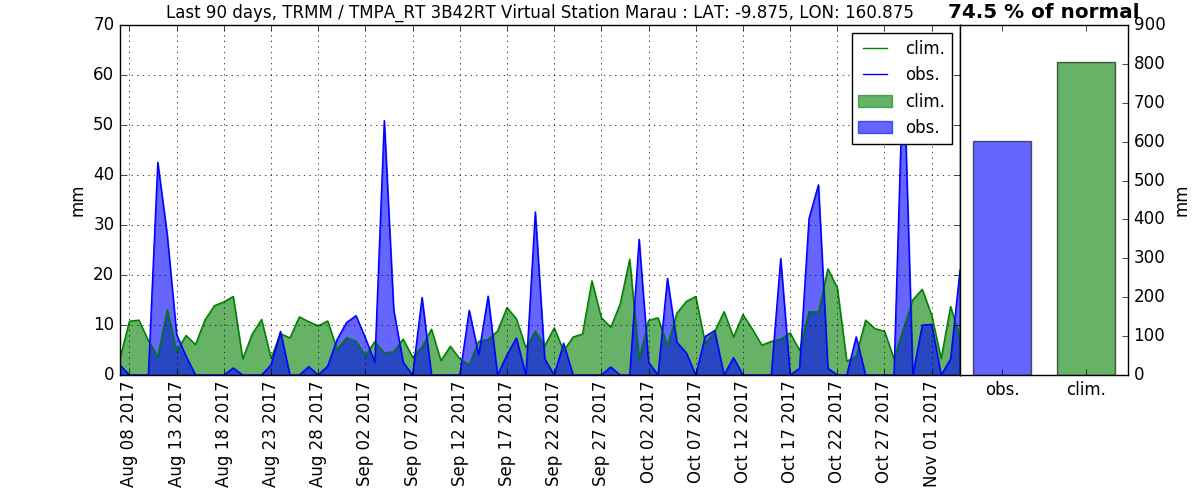 Last 90 days, TRMM / TMPA_RT 3B42RT Virtual Station Marau : LAT: -9.875, LON: 160.875
74.5 % of normal
mm
70
60
50
40
30
20
10
0
clim.
obs.
clim.
obs.
900
800
700
600
500
400
300
200
100
0
mm
Aug 08 2017
Aug 13 2017
Aug 18 2017
Aug 23 2017
Aug 28 2017
Sep 02 2017
Sep 07 2017
Sep 12 2017
Sep 17 2017
Sep 22 2017
Sep 27 2017
Oct 02 2017
Oct 07 2017
Oct 12 2017
Oct 17 2017
Oct 22 2017
Oct 27 2017
Nov 01 2017
obs.
clim.